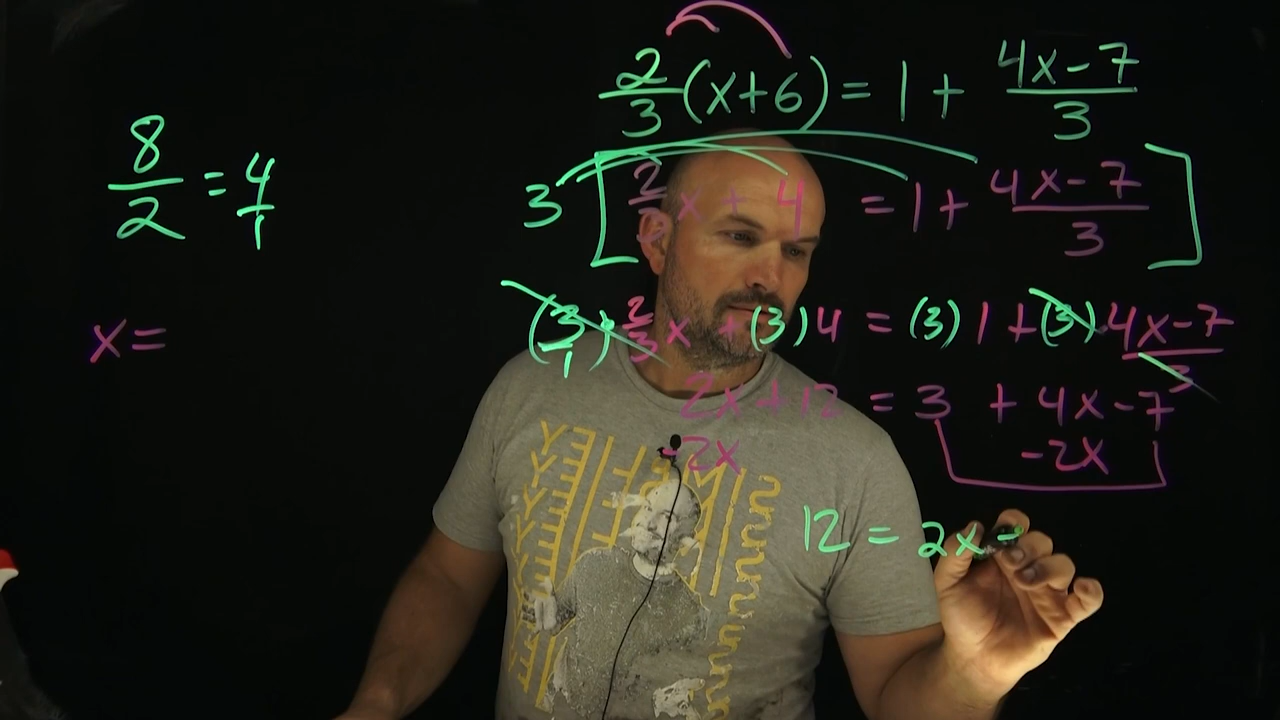 8/2 = 4/1
x =
2/3 (x+6) = 1 + 4x-7/3
3 [ 2/3 x + 4 = 1 + 4x-7/3 ]
(3/1) 2/3 x + (3) 4 = (3) 1 + (3) 4x-7/3
2x + 12 = 3 + 4x - 7
-2x -2x
12 = 2x -